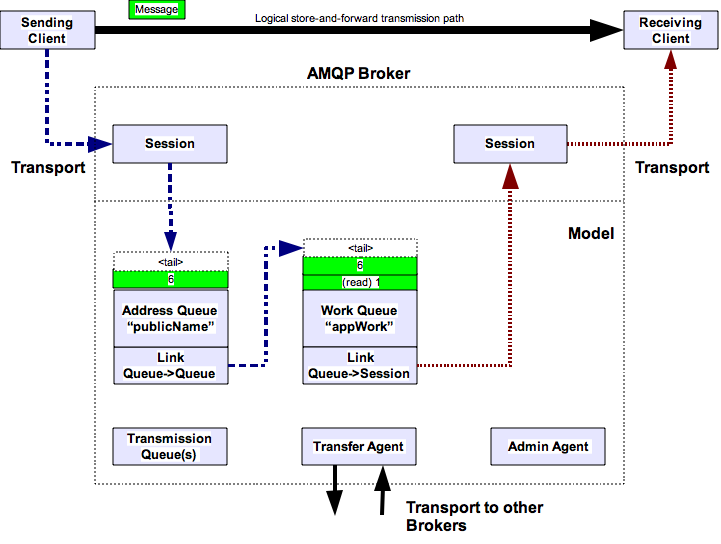 Message
Sending
Client
Logical store-and-forward transmission path
Receiving
Client
AMQP Broker
Session
Session
Transport
Transport
Model
<tail>
6
Address Queue
“publicName”
Link
Queue->Queue
<tail>
6
(read) 1
Work Queue
“appWork”
Link
Queue->Session
Transmission
Queue(s)
Transfer Agent
Admin Agent
Transport to other
Brokers